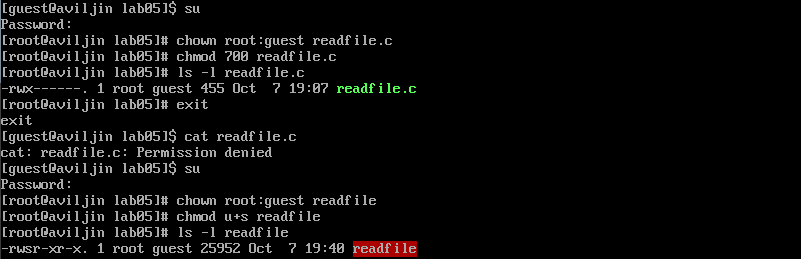 [guest@aviljin lab05]$ su
Password:
[root@aviljin lab05]# chown root:guest readfile.c
[root@aviljin lab05]# chmod 700 readfile.c
[root@aviljin lab05]# ls -l readfile.c
-rwx------. 1 root guest 455 Oct  7 19:07 readfile.c
[root@aviljin lab05]# exit
exit
[guest@aviljin lab05]$ cat readfile.c
cat: readfile.c: Permission denied
[guest@aviljin lab05]$ su
Password:
[root@aviljin lab05]# chown root:guest readfile
[root@aviljin lab05]# chmod u+s readfile
[root@aviljin lab05]# ls -l readfile
-rwsr-xr-x. 1 root guest 25952 Oct  7 19:40 readfile